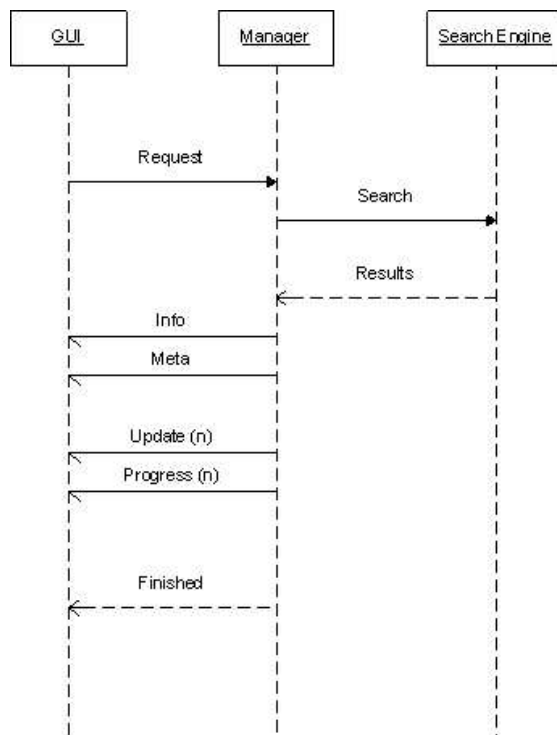 GUI
Manager
Search Engine
Request
Search
Results
Info
Meta
Update (n)
Progress (n)
Finished